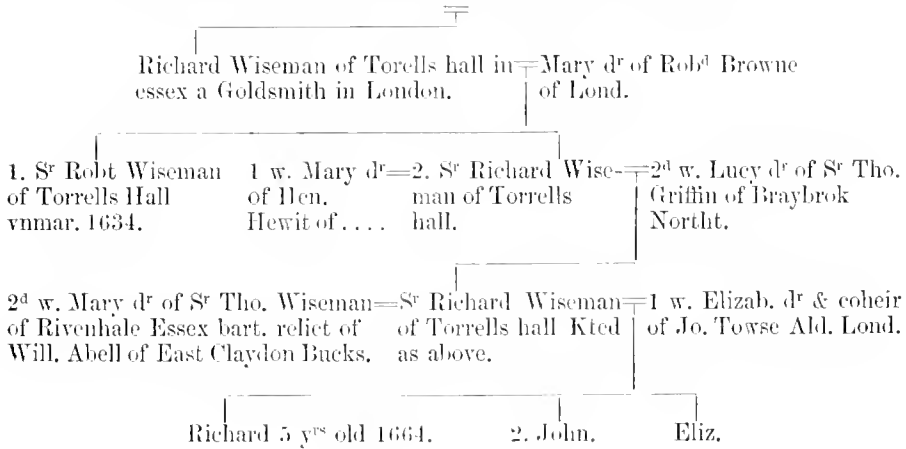 Richard Wiseman of Torells hall in Mary dʳ of Robᵈ Browne
essex a Goldsmith in London. of Lond.
1. Sʳ Robt Wiseman
of Torrells Hall
vnmar. 1634.
1 w. Mary dʳ
of Hen.
Hewit of . . . .
2. Sʳ Richard Wise-
man of Torrells
hall.
2ᵈ w. Lucy dʳ of Sʳ Tho.
Griffin of Braybrok
Northt.
2ᵈ w. Mary dʳ of Sʳ Tho. Wiseman
of Rivenhale Essex bart. relict of
Will. Abell of East Claydon Bucks.
Sʳ Richard Wiseman
of Torrells hall Kted
as above.
1 w. Elizab. dʳ & coheir
of Jo. Towse Ald. Lond.
Richard 5 yʳˢ old 1664. 2. John. Eliz.